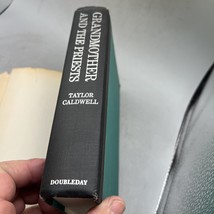 GRANDMOTHER
AND THE PRIESTS
TAYLOR
CALDWELL
DOUBLEDAY